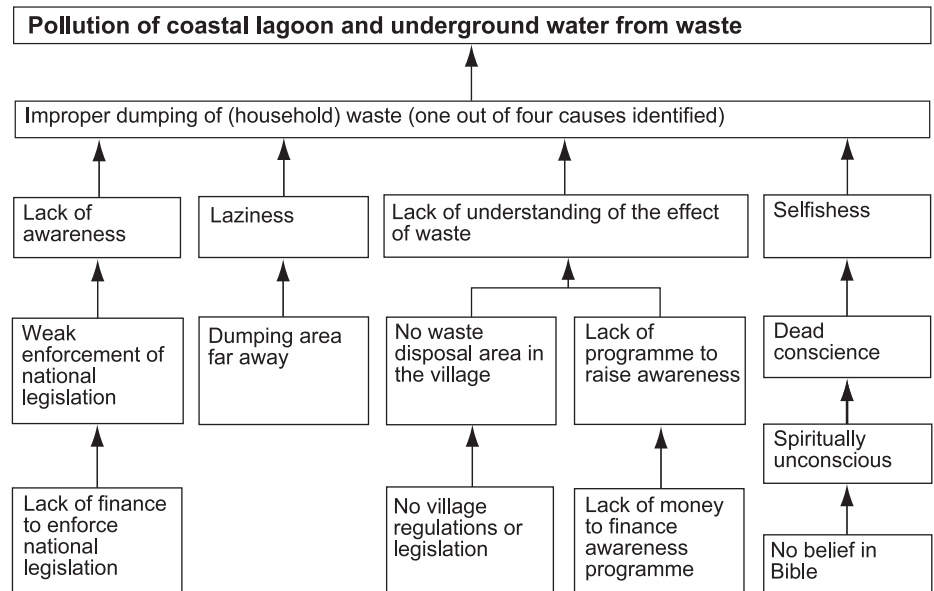 Pollution of coastal lagoon and underground water from waste
Improper dumping of (household) waste (one out of four causes identified)
Lack of
awareness
Laziness
Lack of understanding of the effect
of waste
Selfishess
Weak
enforcement of
national
legislation
Dumping area
far away
No waste
disposal area in
the village
Lack of
programme to
raise awareness
Dead
conscience
Spiritually
unconscious
Lack of finance
to enforce
national
legislation
No village
regulations or
legislation
Lack of money
to finance
awareness
programme
No belief in
Bible